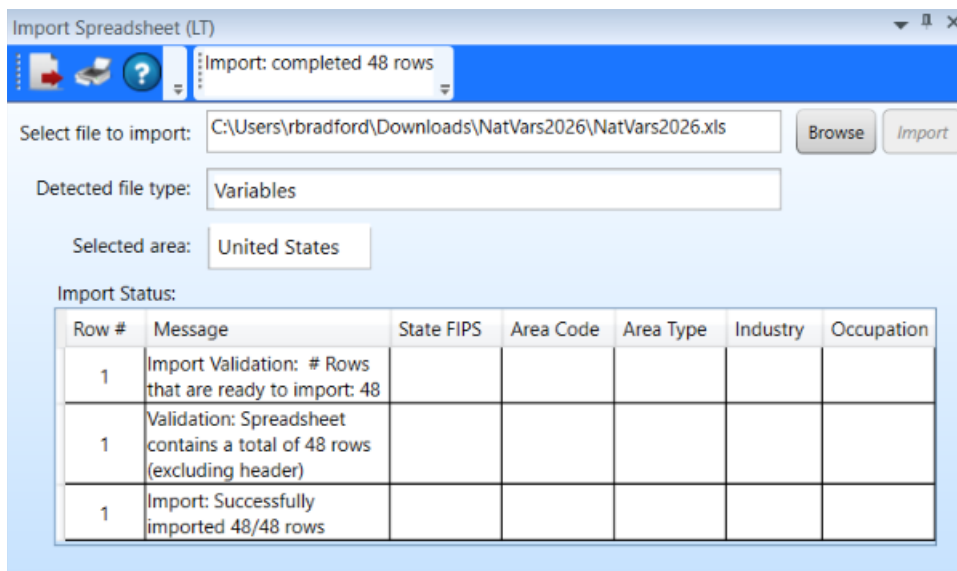 Import Spreadsheet (LT)
Import: completed 48 rows
Select file to import: C:\Users\rbradford\Downloads\NatVars2026\NatVars2026.xls Browse Import
Detected file type: Variables
Selected area: United States
Import Status:
Row # Message State FIPS Area Code Area Type Industry Occupation
1 Import Validation: # Rows
that are ready to import: 48
1 Validation: Spreadsheet
contains a total of 48 rows
(excluding header)
1 Import: Successfully
imported 48/48 rows